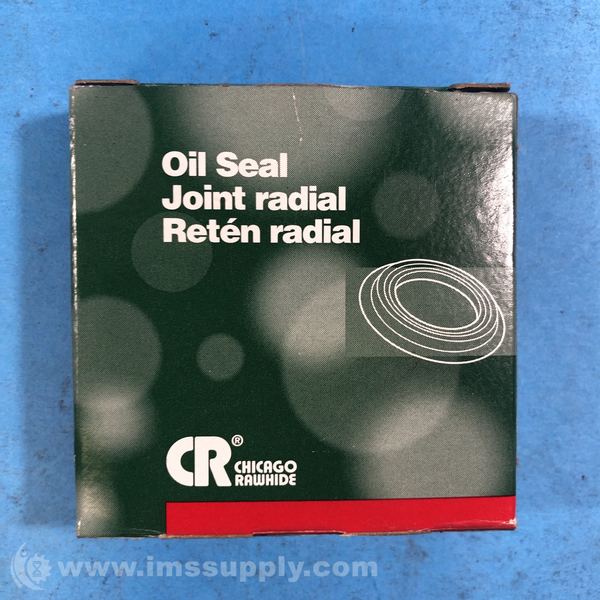 Oil Seal
Joint radial
Retén radial
CR® CHICAGO
RAWHIDE
www.imssupply.com